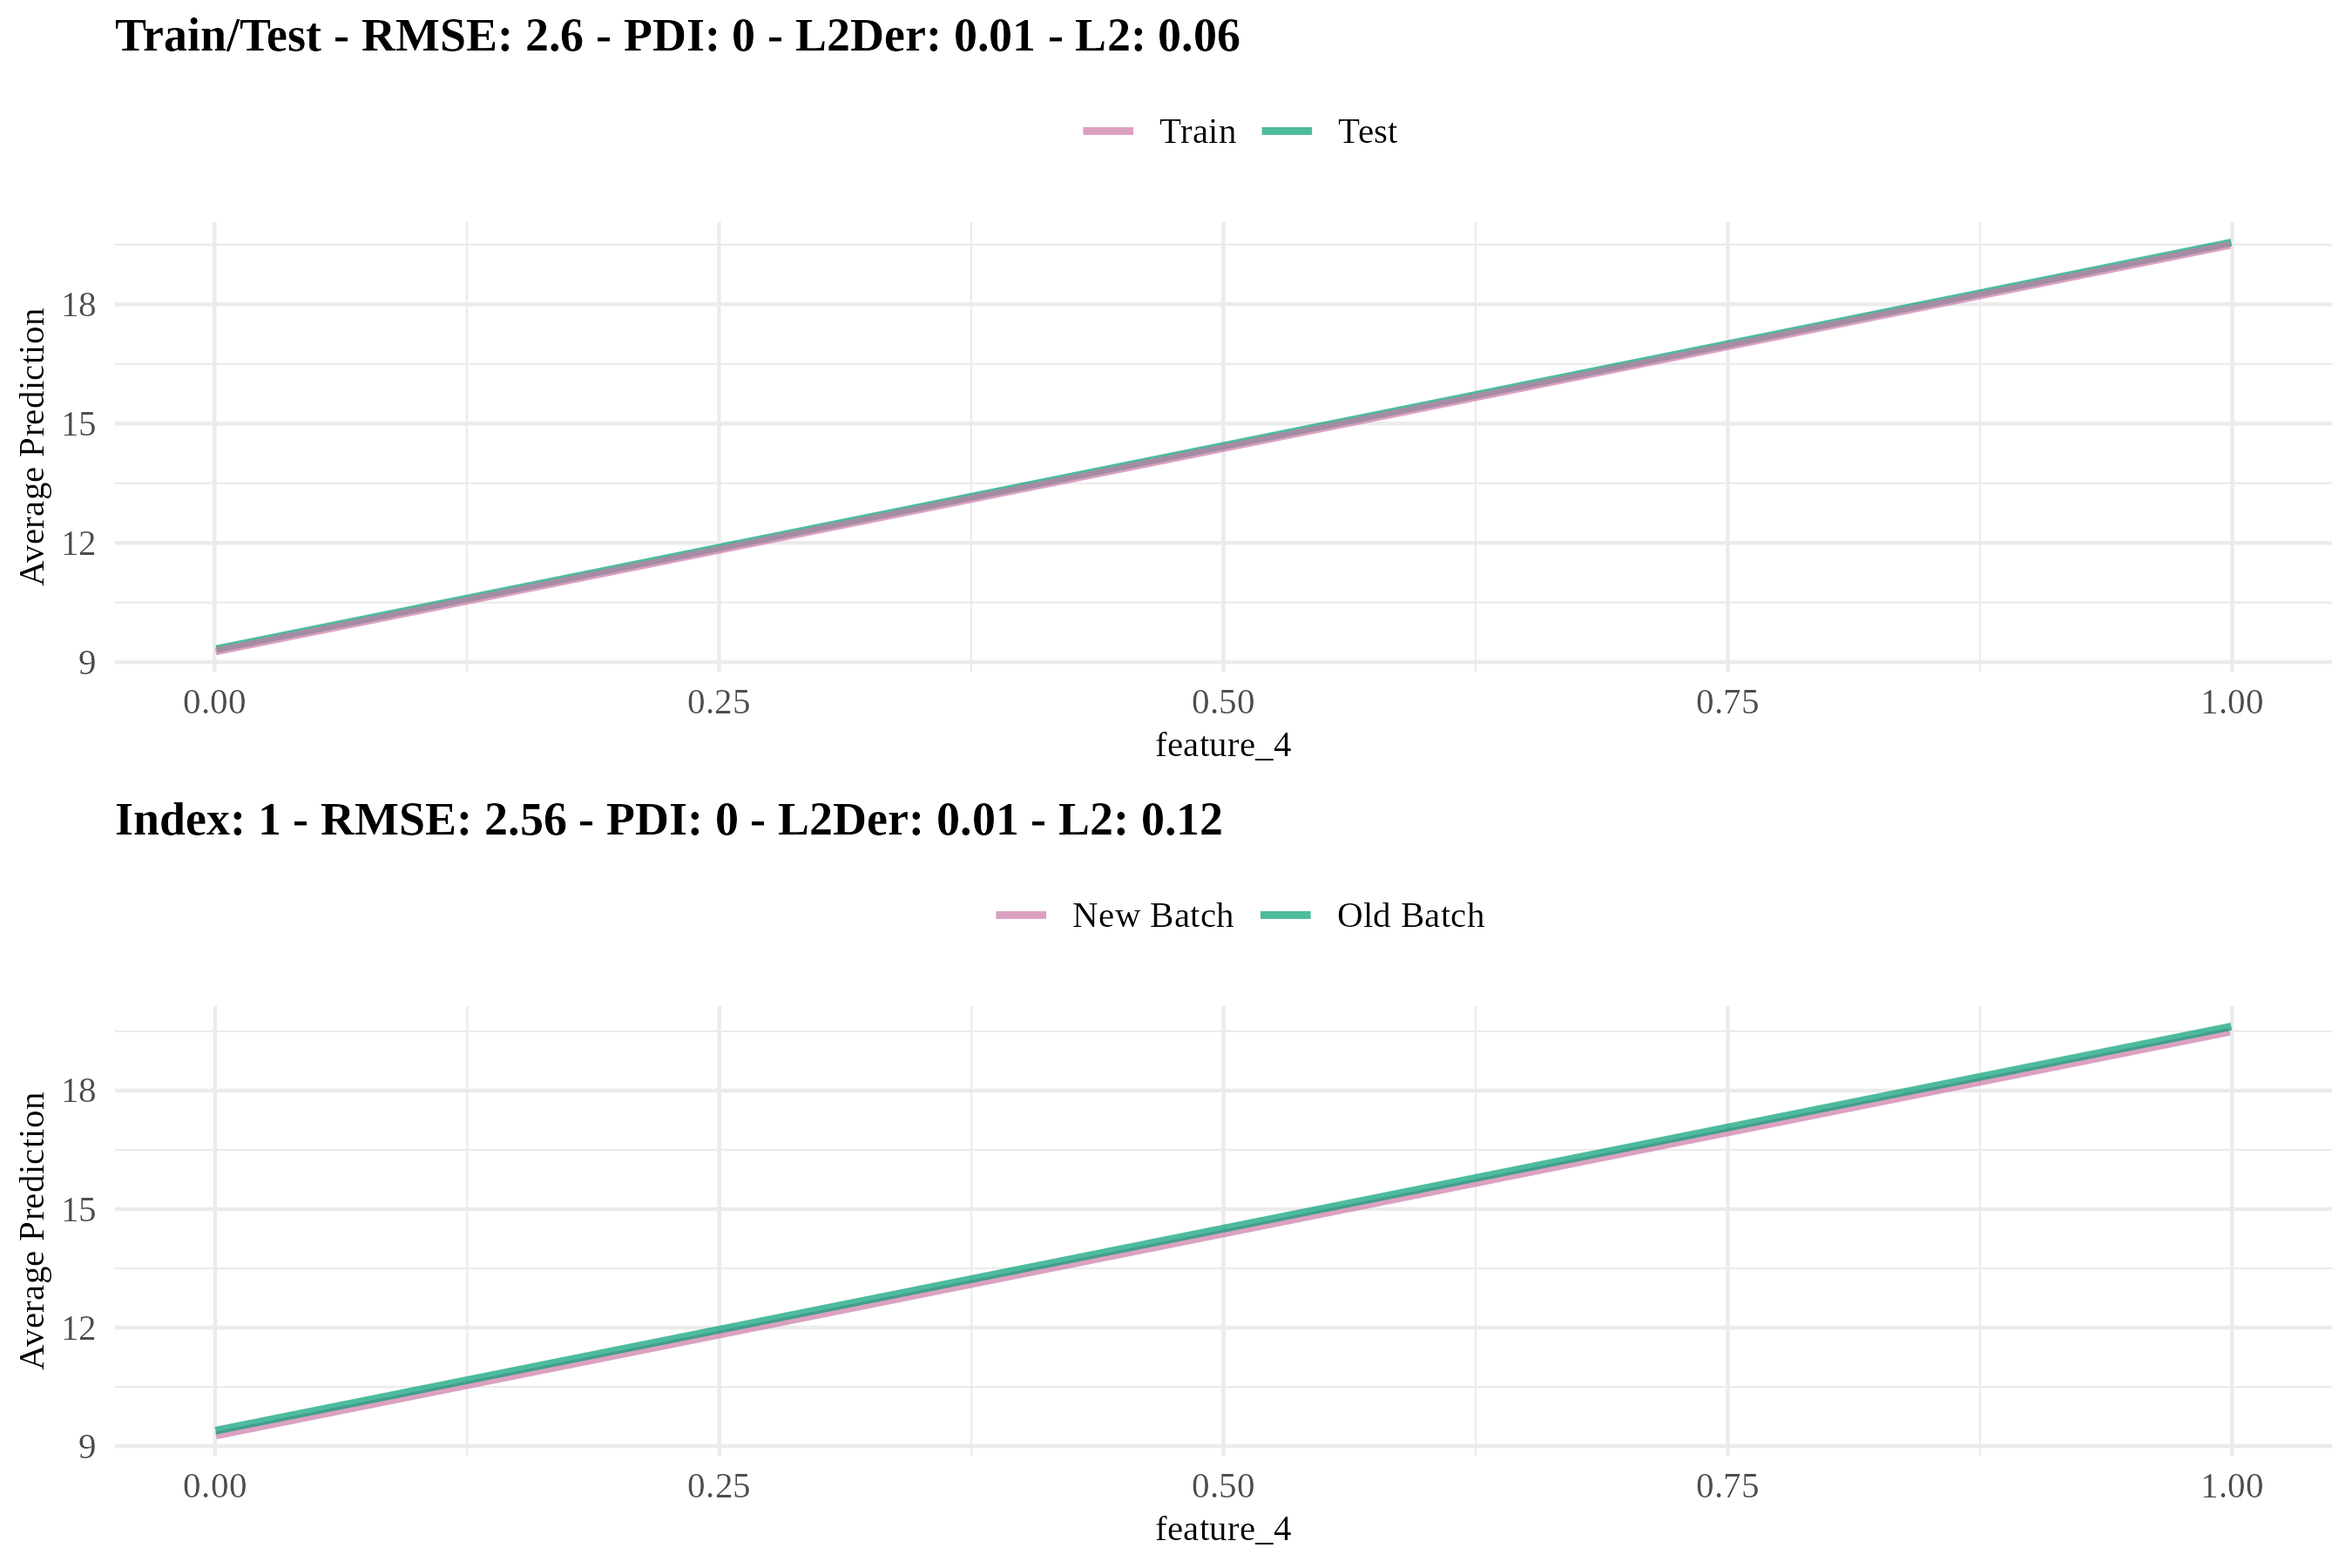 Train/Test - RMSE: 2.6 - PDI: 0 - L2Der: 0.01 - L2: 0.06
Train Test
Average Prediction
18
15
12
9
0.00 0.25 0.50 0.75 1.00
feature_4
Index: 1 - RMSE: 2.56 - PDI: 0 - L2Der: 0.01 - L2: 0.12
New Batch Old Batch
Average Prediction
18
15
12
9
0.00 0.25 0.50 0.75 1.00
feature_4